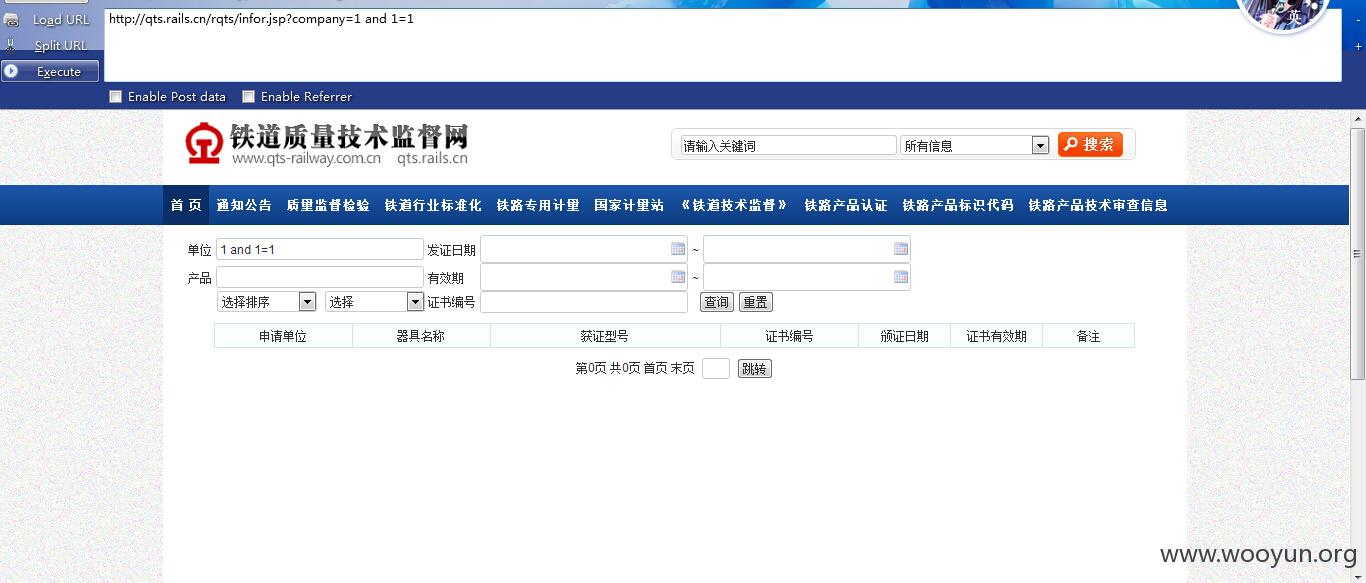 Load URL
http://qts.rails.cn/rqts/infor.jsp?company=1 and 1=1
英
Split URL
Execute
Enable Post data Enable Referrer
铁道质量技术监督网
www.qts-railway.com.cn qts.rails.cn
请输入关键词 所有信息 搜索
首 页 通知公告 质量监督检验 铁道行业标准化 铁路专用计量 国家计量站 《铁道技术监督》 铁路产品认证 铁路产品标识代码 铁路产品技术审查信息
单位 1 and 1=1 发证日期 ~
产品 有效期 ~
选择排序 选择 证书编号 查询 重置
申请单位 器具名称 获证型号 证书编号 颁证日期 证书有效期 备注
第0页 共0页 首页 末页 跳转
www.wooyun.org